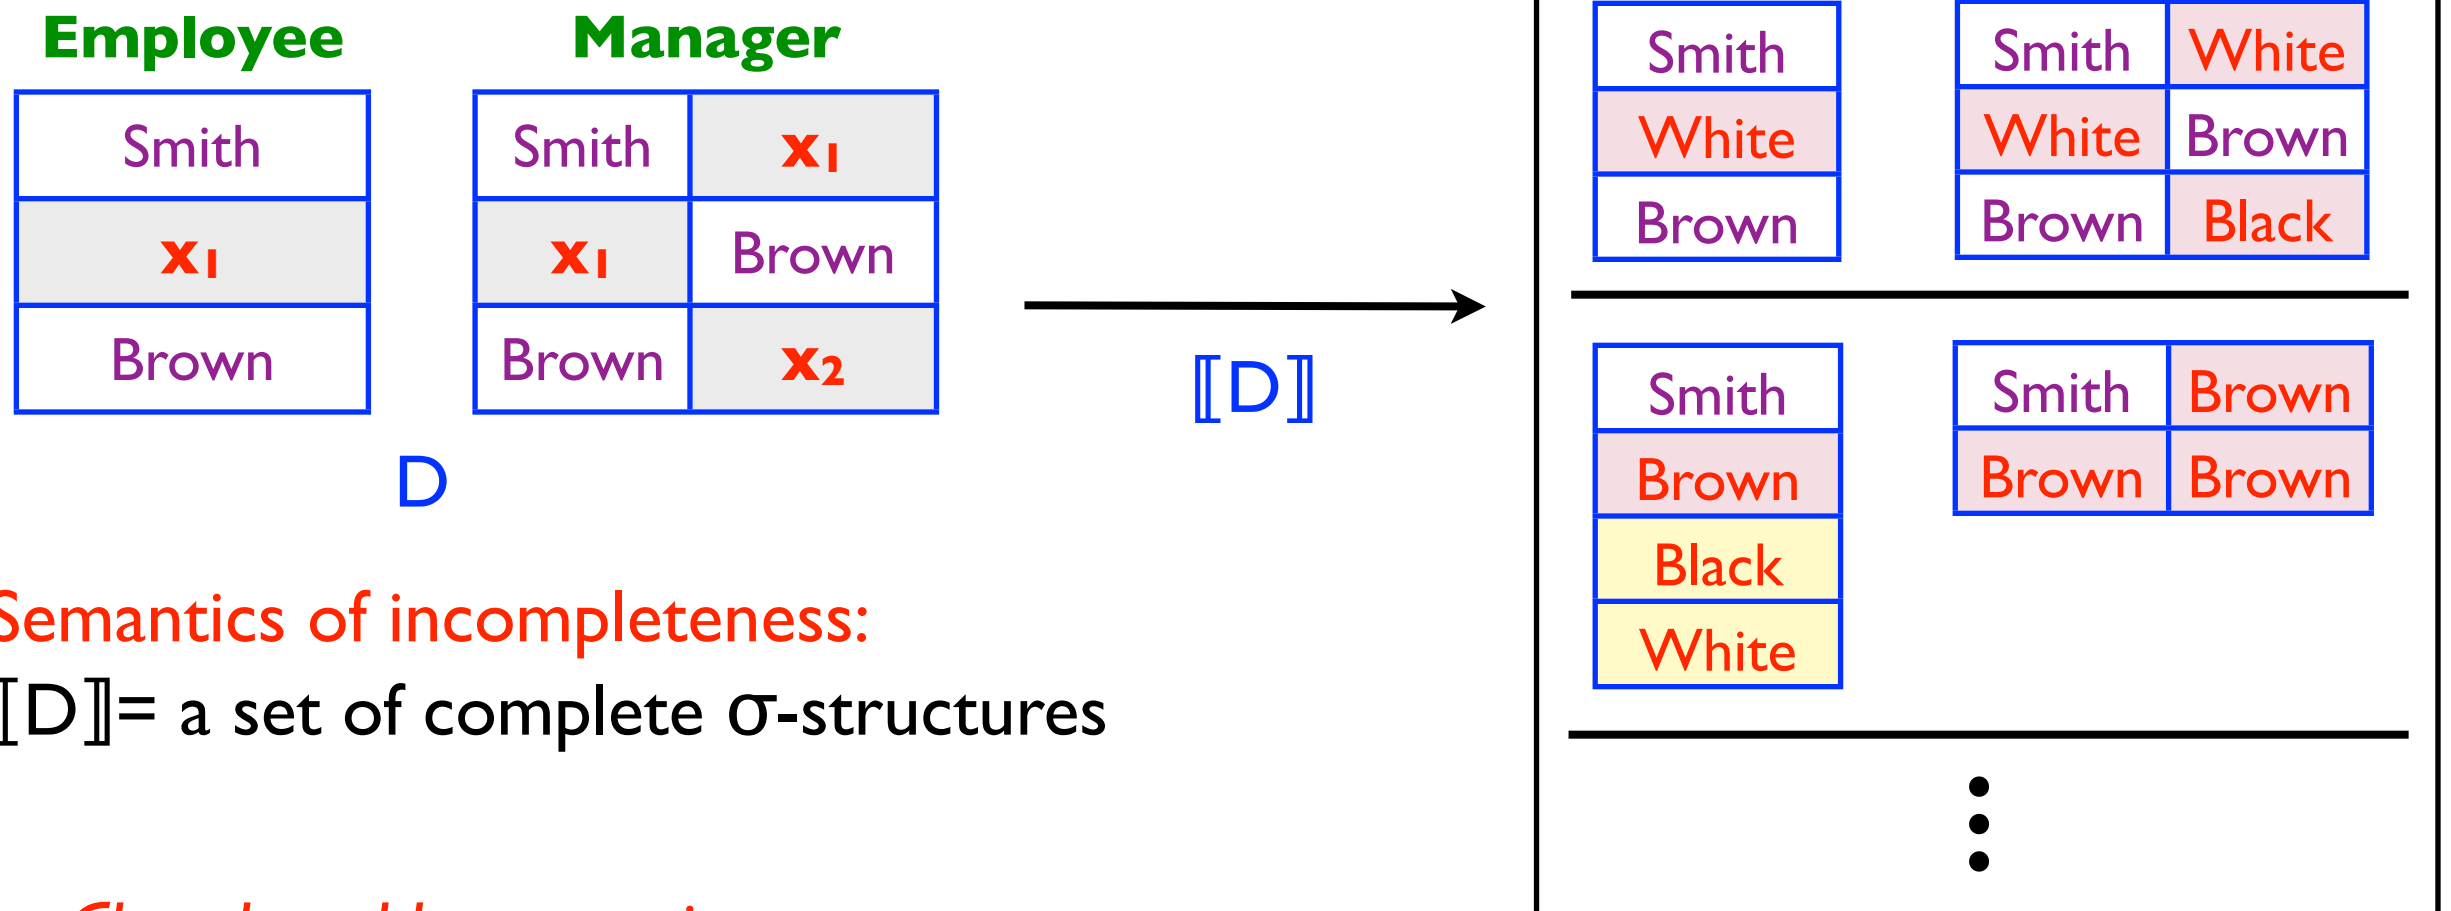 Employee
Manager
Smith
x₁
Brown
Smith x₁
x₁ Brown
Brown x₂
D
⟦D⟧
Semantics of incompleteness:
⟦D⟧= a set of complete σ-structures
Smith
White
Brown
Smith White
White Brown
Brown Black
Smith
Brown
Black
White
Smith Brown
Brown Brown